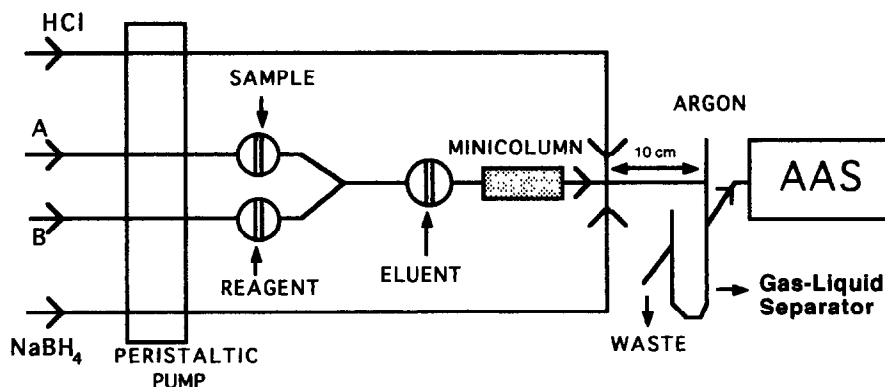 HCl
SAMPLE
ARGON
A
MINICOLUMN
10 cm
AAS
B
REAGENT
ELUENT
Gas-Liquid
Separator
WASTE
NaBH4
PERISTALTIC
PUMP